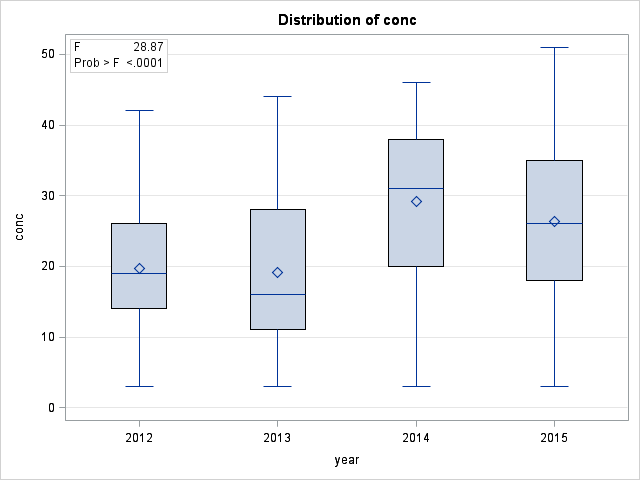 Distribution of conc
F 28.87
Prob > F <.0001
50
40
30
20
10
0
conc
2012 2013 2014 2015
year